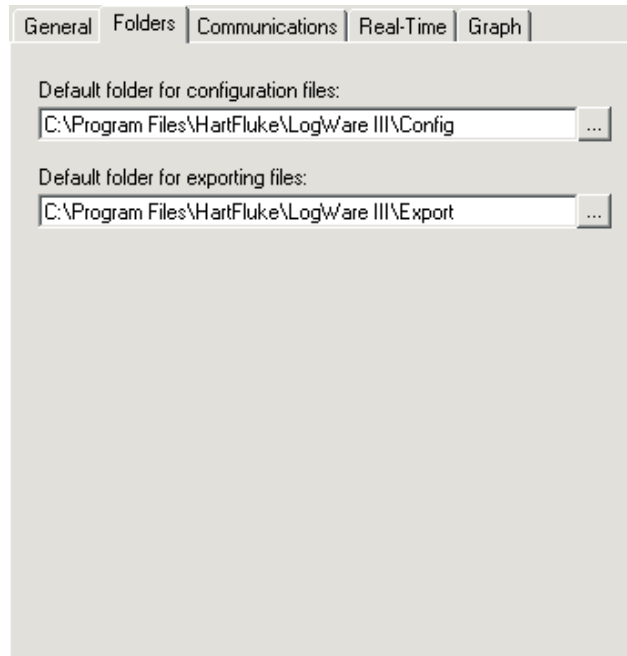 General Folders Communications Real-Time Graph
Default folder for configuration files:
C:\Program Files\HartFluke\LogWare III\Config ...
Default folder for exporting files:
C:\Program Files\HartFluke\LogWare III\Export ...